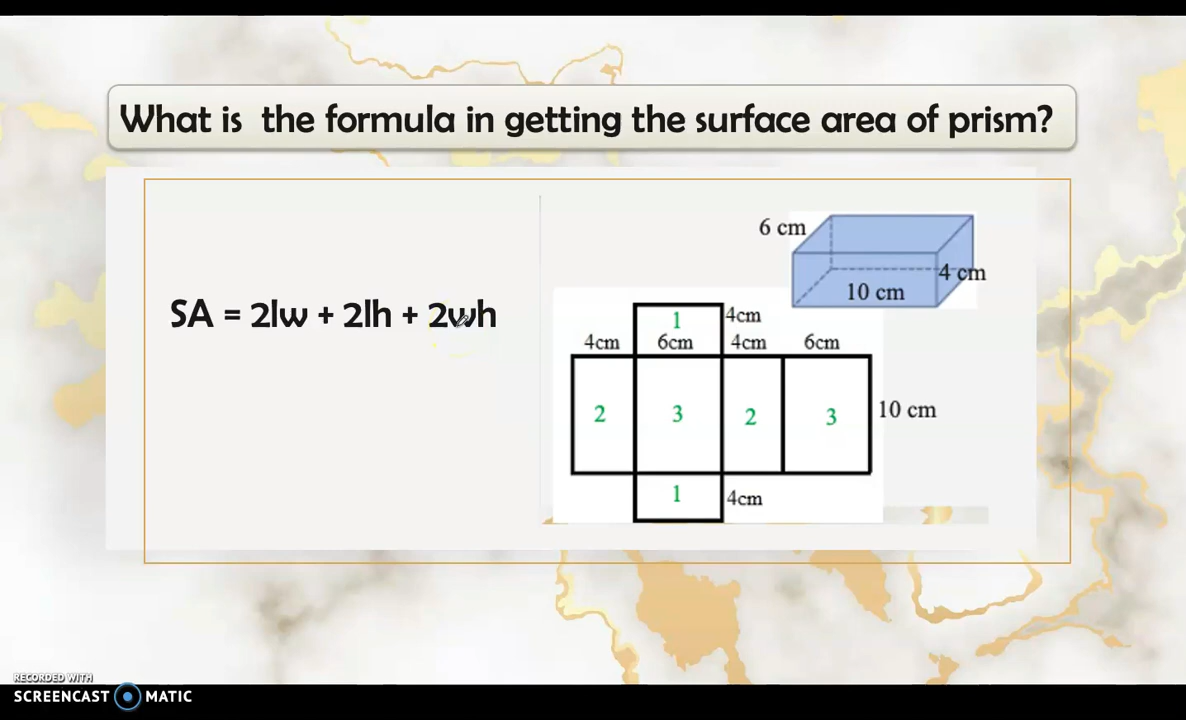 What is the formula in getting the surface area of prism?
SA = 2lw + 2lh + 2wh
6 cm
4 cm
10 cm
1
4cm
4cm
6cm
4cm
6cm
2
3
2
3
10 cm
1
4cm
RECORDED WITH
SCREENCAST MATIC